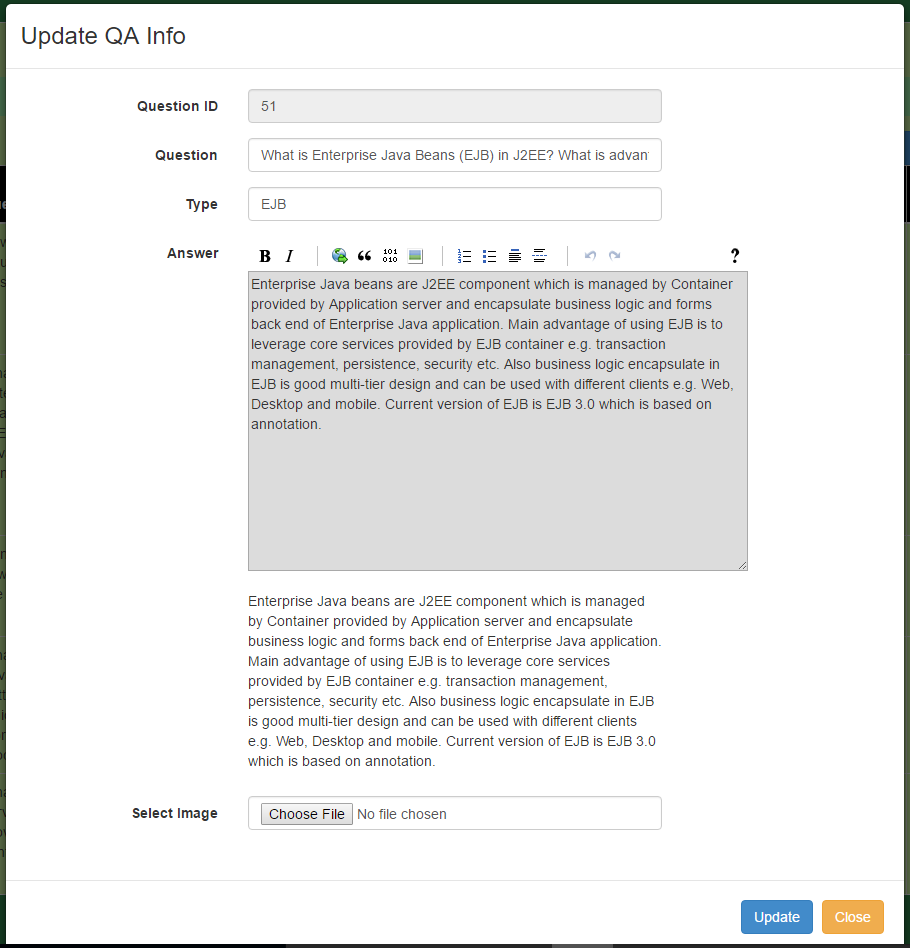 Update QA Info
Question ID
51
Question
What is Enterprise Java Beans (EJB) in J2EE? What is advan
Type
EJB
Answer
B I 101 010 ?
Enterprise Java beans are J2EE component which is managed by Container
provided by Application server and encapsulate business logic and forms
back end of Enterprise Java application. Main advantage of using EJB is to
leverage core services provided by EJB container e.g. transaction
management, persistence, security etc. Also business logic encapsulate in
EJB is good multi-tier design and can be used with different clients e.g. Web,
Desktop and mobile. Current version of EJB is EJB 3.0 which is based on
annotation.
Enterprise Java beans are J2EE component which is managed
by Container provided by Application server and encapsulate
business logic and forms back end of Enterprise Java application.
Main advantage of using EJB is to leverage core services
provided by EJB container e.g. transaction management,
persistence, security etc. Also business logic encapsulate in EJB
is good multi-tier design and can be used with different clients
e.g. Web, Desktop and mobile. Current version of EJB is EJB 3.0
which is based on annotation.
Select Image
Choose File No file chosen
Update
Close